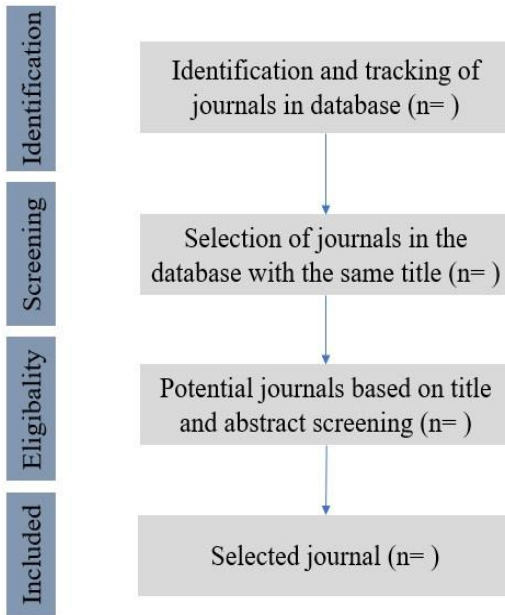 Identification
Identification and tracking of
journals in database (n= )
Screening
Selection of journals in the
database with the same title (n= )
Eligibality
Potential journals based on title
and abstract screening (n= )
Included
Selected journal (n= )